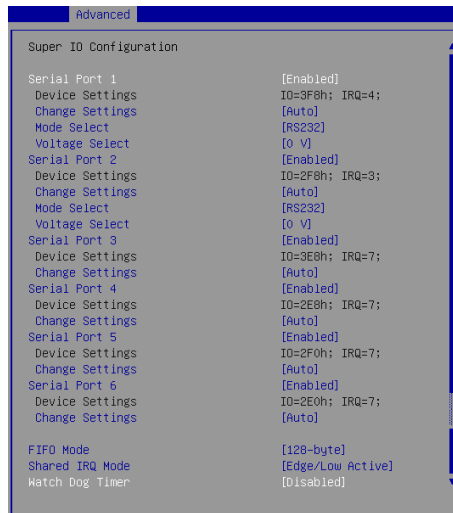 Advanced
Super IO Configuration
Serial Port 1 [Enabled]
Device Settings IO=3F8h; IRQ=4;
Change Settings [Auto]
Mode Select [RS232]
Voltage Select [0 V]
Serial Port 2 [Enabled]
Device Settings IO=2F8h; IRQ=3;
Change Settings [Auto]
Mode Select [RS232]
Voltage Select [0 V]
Serial Port 3 [Enabled]
Device Settings IO=3E8h; IRQ=7;
Change Settings [Auto]
Serial Port 4 [Enabled]
Device Settings IO=2E8h; IRQ=7;
Change Settings [Auto]
Serial Port 5 [Enabled]
Device Settings IO=2F0h; IRQ=7;
Change Settings [Auto]
Serial Port 6 [Enabled]
Device Settings IO=2E0h; IRQ=7;
Change Settings [Auto]
FIFO Mode [128-byte]
Shared IRQ Mode [Edge/Low Active]
Watch Dog Timer [Disabled]